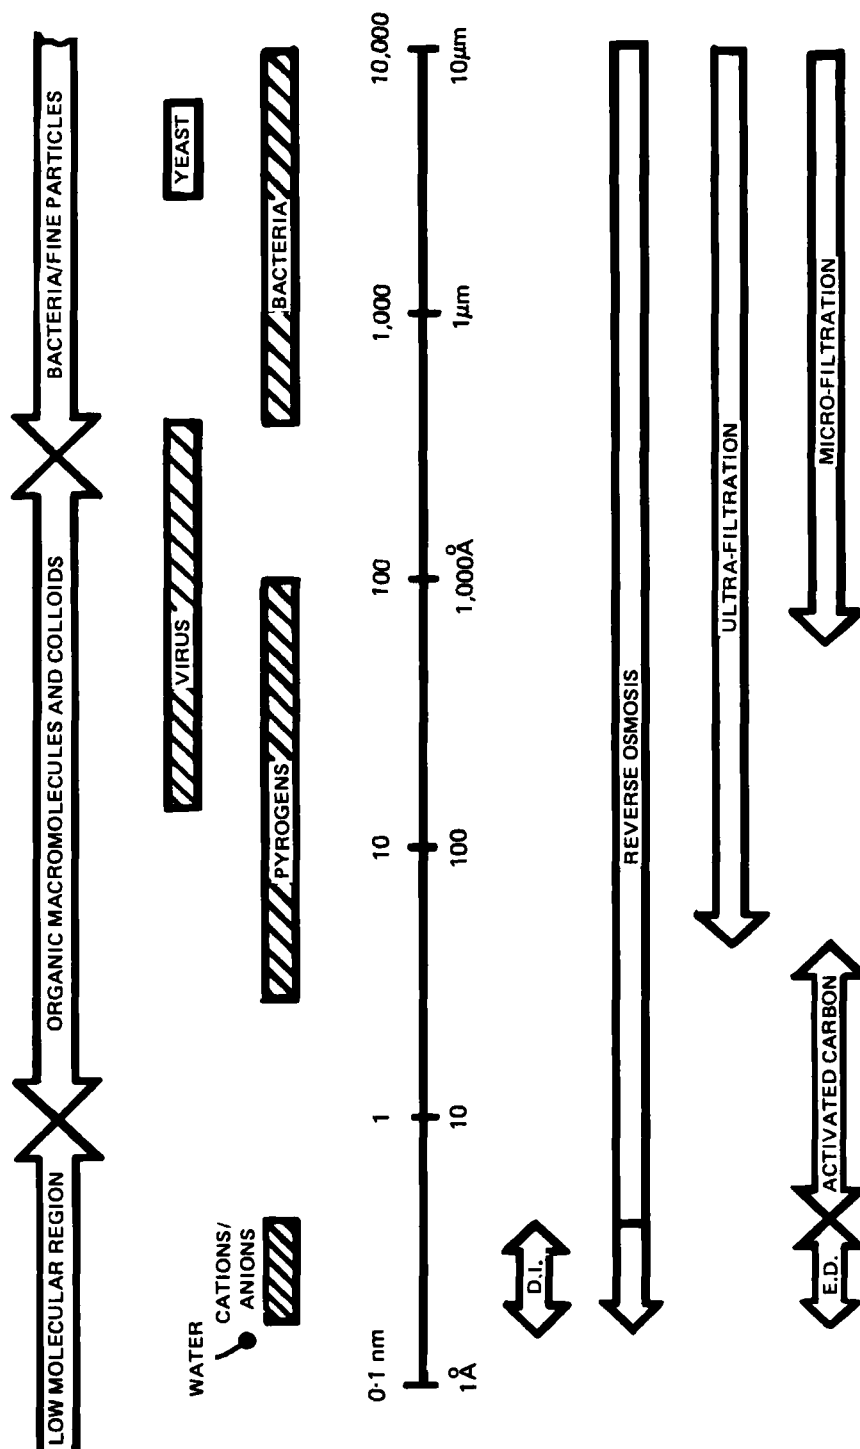 LOW MOLECULAR REGION
ORGANIC MACROMOLECULES AND COLLOIDS
BACTERIA/FINE PARTICLES
VIRUS
YEAST
WATER
CATIONS/
ANIONS
PYROGENS
BACTERIA
0·1 nm
1
10
100
1,000
10,000
1Å
10
100
1,000Å
1μm
10μm
D.I.
REVERSE OSMOSIS
ULTRA-FILTRATION
E.D.
ACTIVATED CARBON
MICRO-FILTRATION